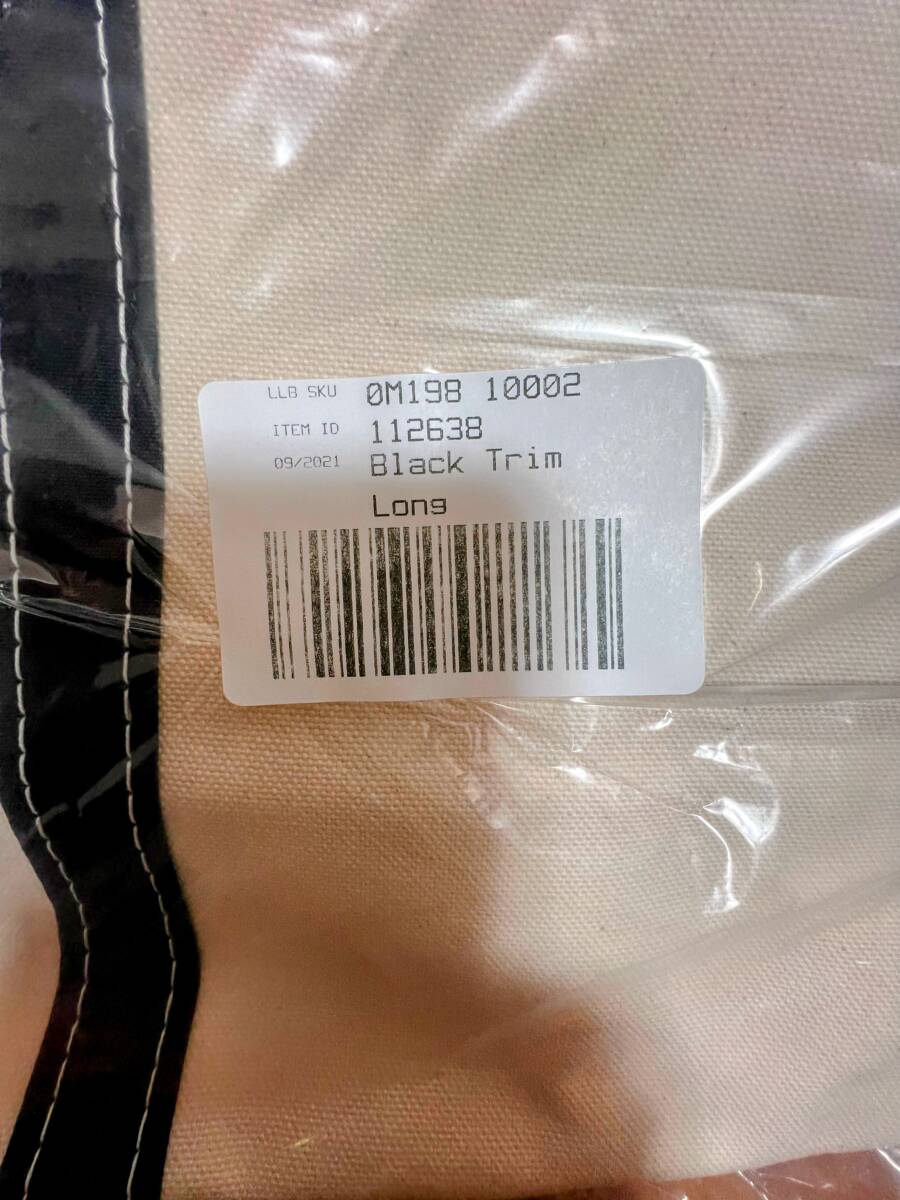 LLB SKU 0M198 10002
ITEM ID 112638
09/2021 Black Trim
Long